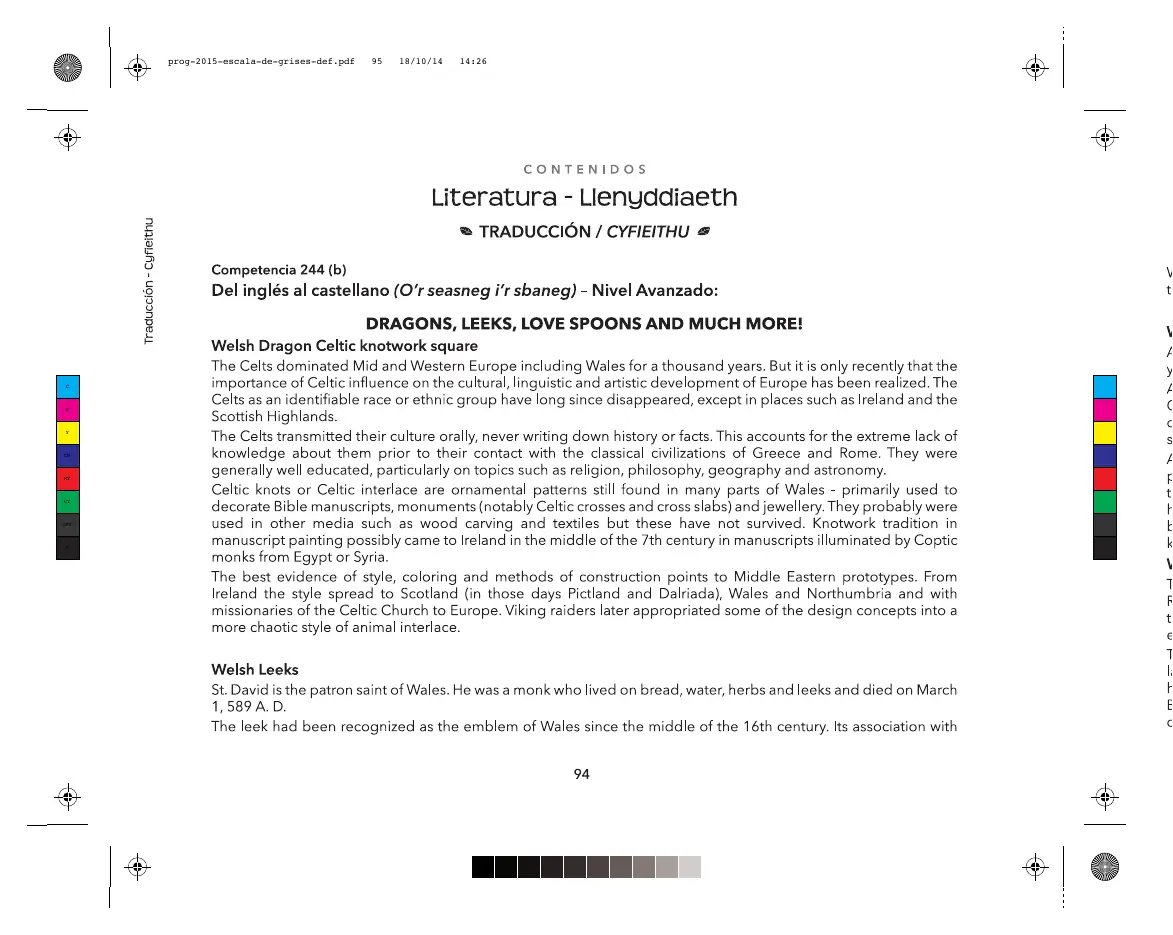 prog-2015-escala-de-grises-def.pdf 95 18/10/14 14:26
CONTENIDOS
Literatura - Llenyddiaeth
TRADUCCIÓN / CYFIEITHU
Traducción - Cyfieithu
Competencia 244 (b)
Del inglés al castellano (O’r seasneg i’r sbaneg) – Nivel Avanzado:
DRAGONS, LEEKS, LOVE SPOONS AND MUCH MORE!
Welsh Dragon Celtic knotwork square
The Celts dominated Mid and Western Europe including Wales for a thousand years. But it is only recently that the
importance of Celtic influence on the cultural, linguistic and artistic development of Europe has been realized. The
Celts as an identifiable race or ethnic group have long since disappeared, except in places such as Ireland and the
Scottish Highlands.
The Celts transmitted their culture orally, never writing down history or facts. This accounts for the extreme lack of
knowledge about them prior to their contact with the classical civilizations of Greece and Rome. They were
generally well educated, particularly on topics such as religion, philosophy, geography and astronomy.
Celtic knots or Celtic interlace are ornamental patterns still found in many parts of Wales - primarily used to
decorate Bible manuscripts, monuments (notably Celtic crosses and cross slabs) and jewellery. They probably were
used in other media such as wood carving and textiles but these have not survived. Knotwork tradition in
manuscript painting possibly came to Ireland in the middle of the 7th century in manuscripts illuminated by Coptic
monks from Egypt or Syria.
The best evidence of style, coloring and methods of construction points to Middle Eastern prototypes. From
Ireland the style spread to Scotland (in those days Pictland and Dalriada), Wales and Northumbria and with
missionaries of the Celtic Church to Europe. Viking raiders later appropriated some of the design concepts into a
more chaotic style of animal interlace.
Welsh Leeks
St. David is the patron saint of Wales. He was a monk who lived on bread, water, herbs and leeks and died on March
1, 589 A. D.
The leek had been recognized as the emblem of Wales since the middle of the 16th century. Its association with
94